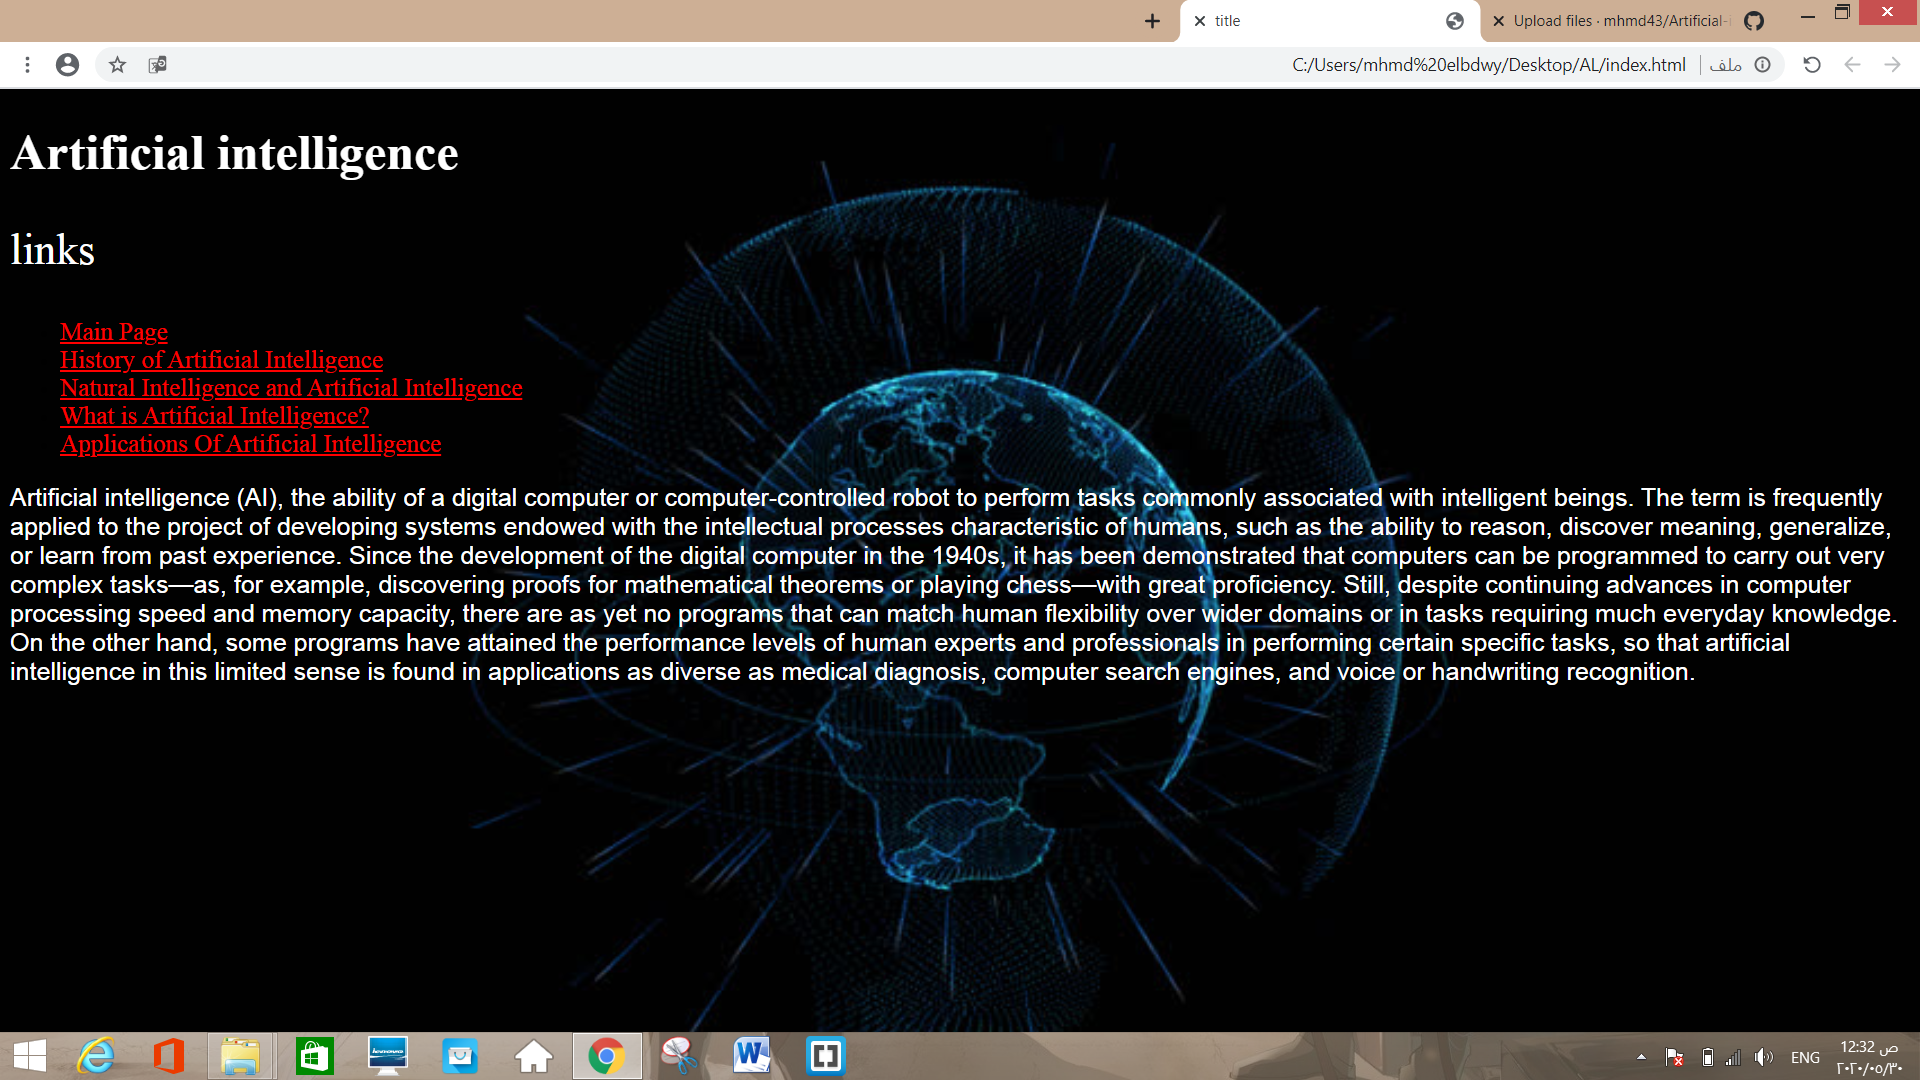 title
Upload files · mhmd43/Artificial-i
C:/Users/mhmd%20elbdwy/Desktop/AL/index.html
ملف
Artificial intelligence
links
Main Page
History of Artificial Intelligence
Natural Intelligence and Artificial Intelligence
What is Artificial Intelligence?
Applications Of Artificial Intelligence
Artificial intelligence (AI), the ability of a digital computer or computer-controlled robot to perform tasks commonly associated with intelligent beings. The term is frequently
applied to the project of developing systems endowed with the intellectual processes characteristic of humans, such as the ability to reason, discover meaning, generalize,
or learn from past experience. Since the development of the digital computer in the 1940s, it has been demonstrated that computers can be programmed to carry out very
complex tasks—as, for example, discovering proofs for mathematical theorems or playing chess—with great proficiency. Still, despite continuing advances in computer
processing speed and memory capacity, there are as yet no programs that can match human flexibility over wider domains or in tasks requiring much everyday knowledge.
On the other hand, some programs have attained the performance levels of human experts and professionals in performing certain specific tasks, so that artificial
intelligence in this limited sense is found in applications as diverse as medical diagnosis, computer search engines, and voice or handwriting recognition.
lenovo
ENG
12:32 ص
٢٠٢٠/٠٥/٣٠